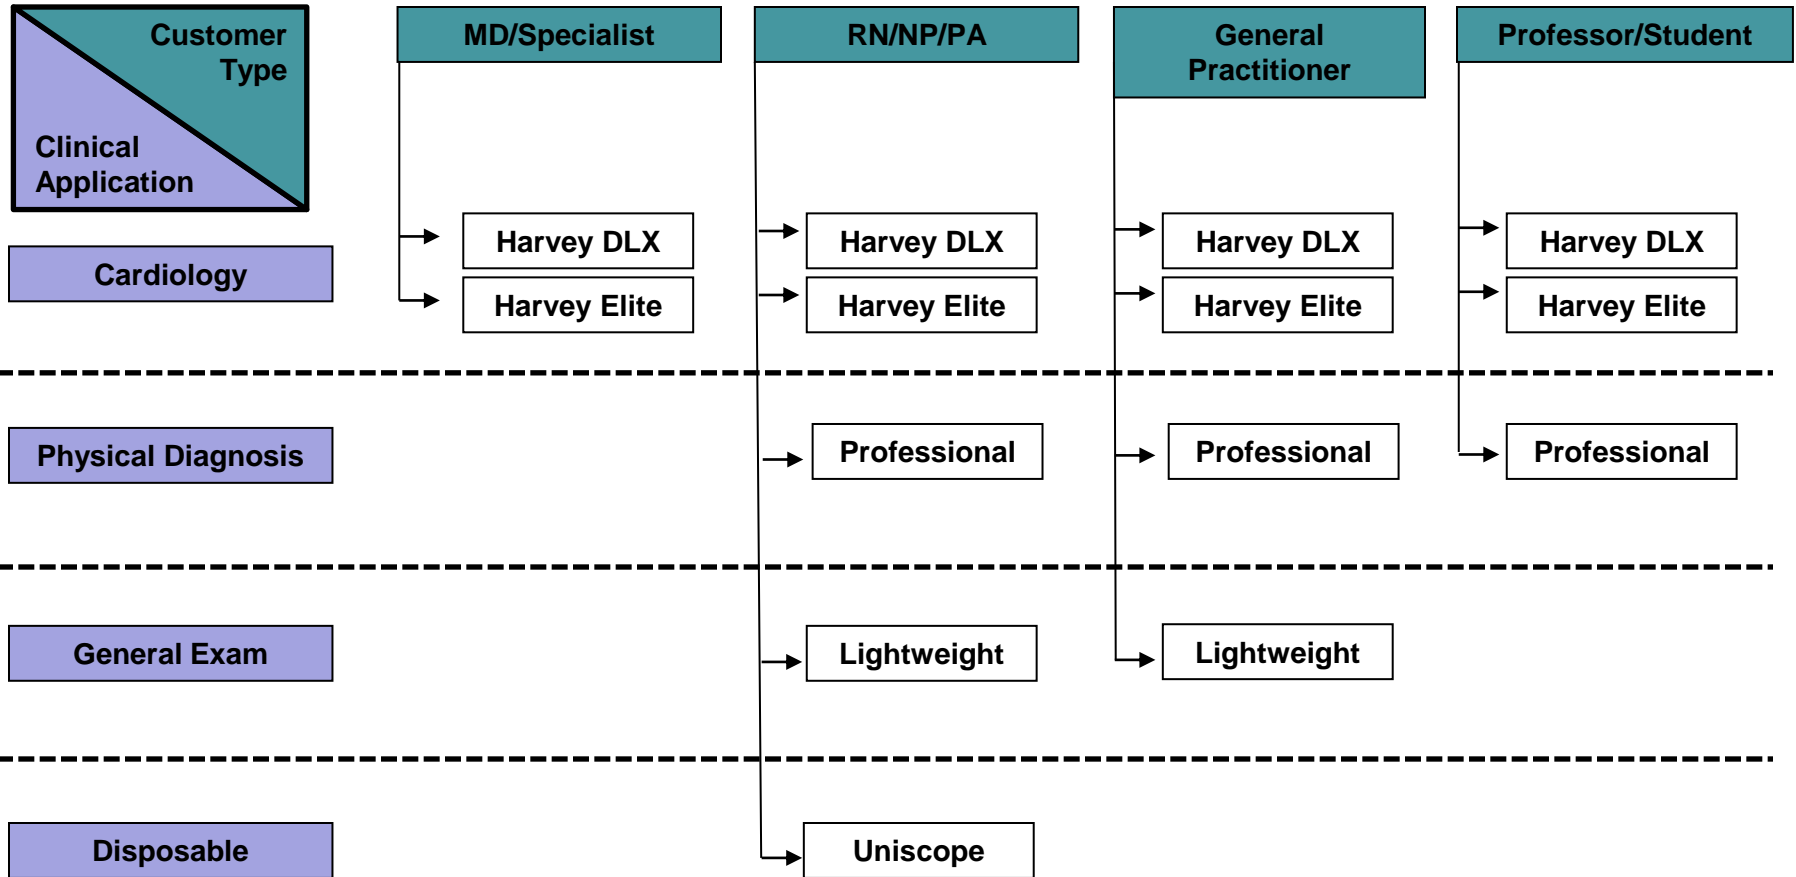 Customer
Type
Clinical
Application
MD/Specialist
RN/NP/PA
General
Practitioner
Professor/Student
Cardiology
Harvey DLX
Harvey DLX
Harvey DLX
Harvey DLX
Harvey Elite
Harvey Elite
Harvey Elite
Harvey Elite
Physical Diagnosis
Professional
Professional
Professional
General Exam
Lightweight
Lightweight
Disposable
Uniscope